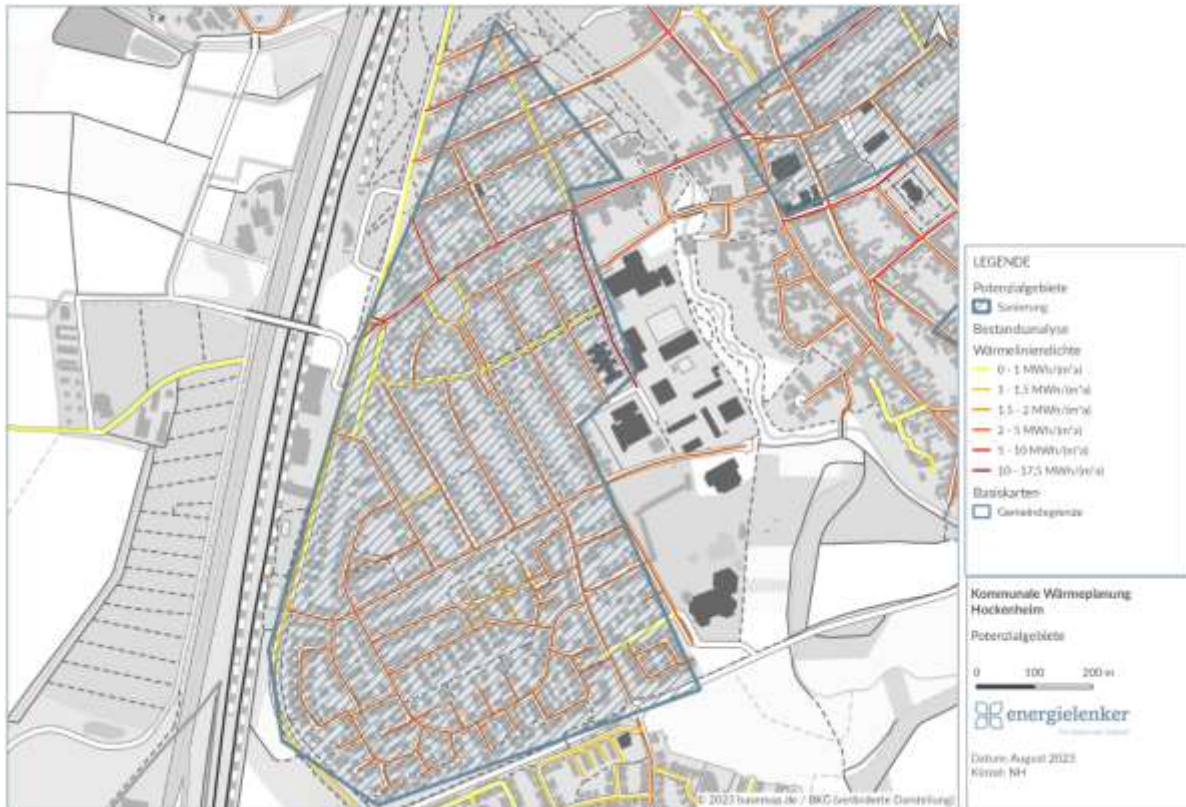 LEGENDE
Potenzialgebiete
Sanierung
Bestandsanalyse
Wärmeliniendichte
0 - 1 MWh/(m*a)
1 - 1,5 MWh/(m*a)
1,5 - 2 MWh/(m*a)
2 - 5 MWh/(m*a)
5 - 10 MWh/(m*a)
10 - 17,5 MWh/(m*a)
Basiskarten
Gemeindegrenze
Kommunale Wärmeplanung
Hockenheim
Potenzialgebiete
0 100 200 m
energielenker
Datum: August 2023
Kürzel: NH
© 2023 basemap.de / BKG (veränderte Darstellung)